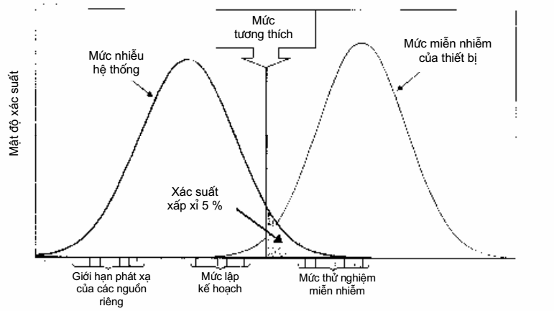 Mức
tương thích
Mức nhiễu
hệ thống
Mức miễn nhiễm
của thiết bị
Mật độ xác suất
Xác suất
xấp xỉ 5 %
Giới hạn phát xạ
của các nguồn
riêng
Mức lập
kế hoạch
Mức thử nghiệm
miễn nhiễm